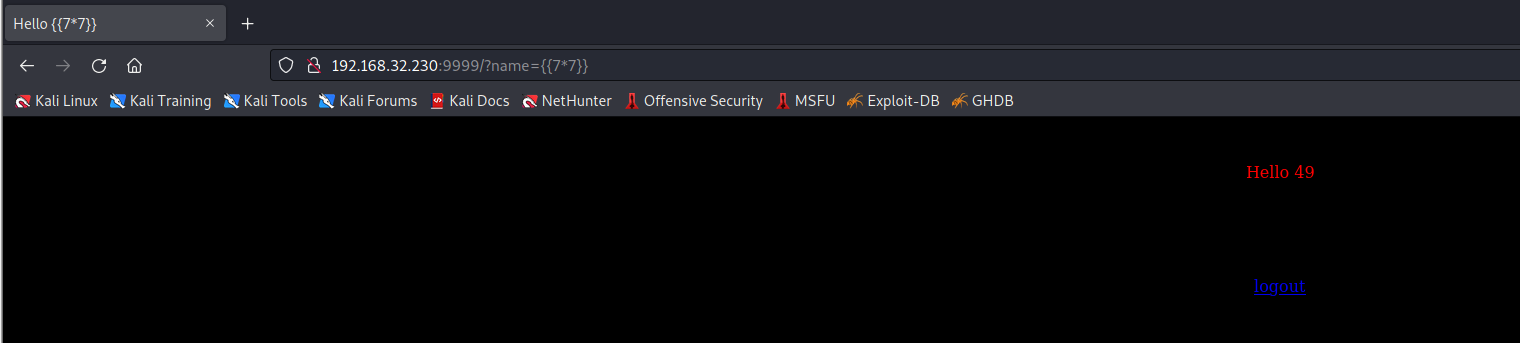 Hello {{7*7}}
192.168.32.230:9999/?name={{7*7}}
Kali Linux Kali Training Kali Tools Kali Forums Kali Docs NetHunter Offensive Security MSFU Exploit-DB GHDB
Hello 49
logout